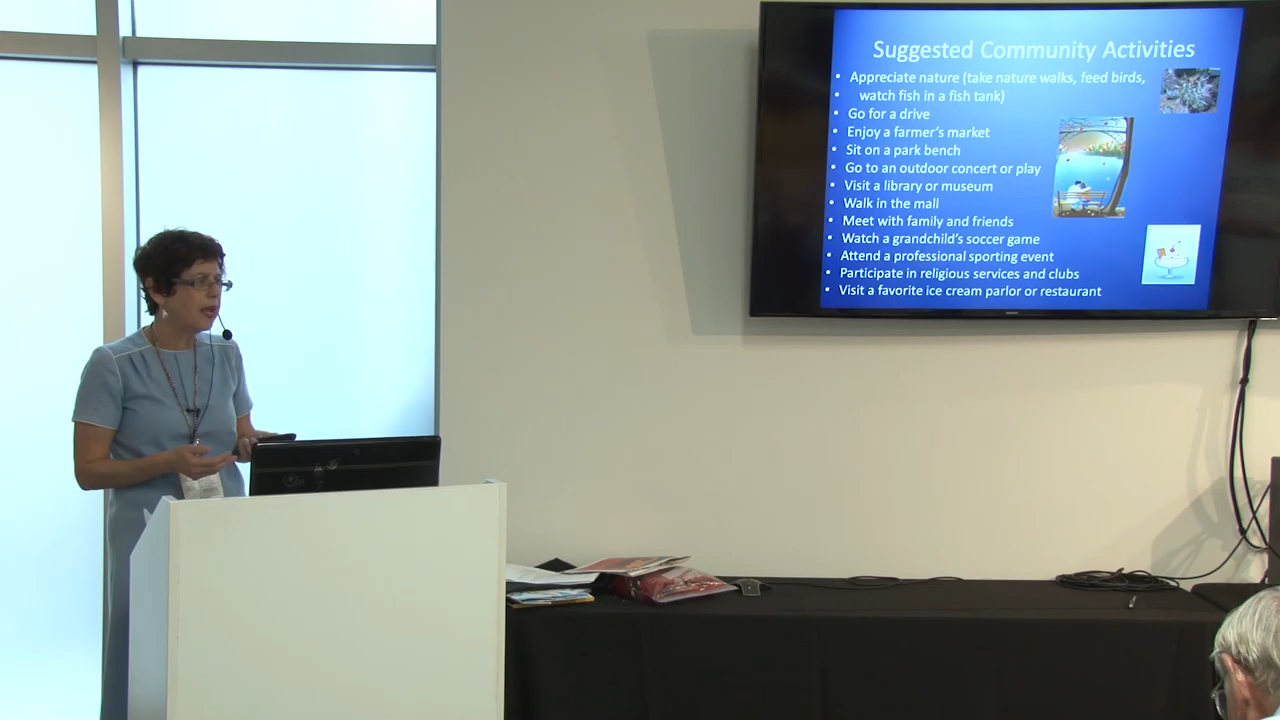 Suggested Community Activities
• Appreciate nature (take nature walks, feed birds,
• watch fish in a fish tank)
• Go for a drive
• Enjoy a farmer's market
• Sit on a park bench
• Go to an outdoor concert or play
• Visit a library or museum
• Walk in the mall
• Meet with family and friends
• Watch a grandchild's soccer game
• Attend a professional sporting event
• Participate in religious services and clubs
• Visit a favorite ice cream parlor or restaurant